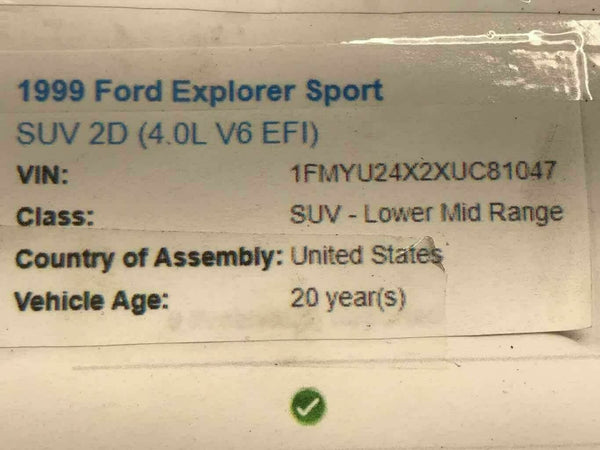 1999 Ford Explorer Sport
SUV 2D (4.0L V6 EFI)
VIN: 1FMYU24X2XUC81047
Class: SUV - Lower Mid Range
Country of Assembly: United States
Vehicle Age: 20 year(s)